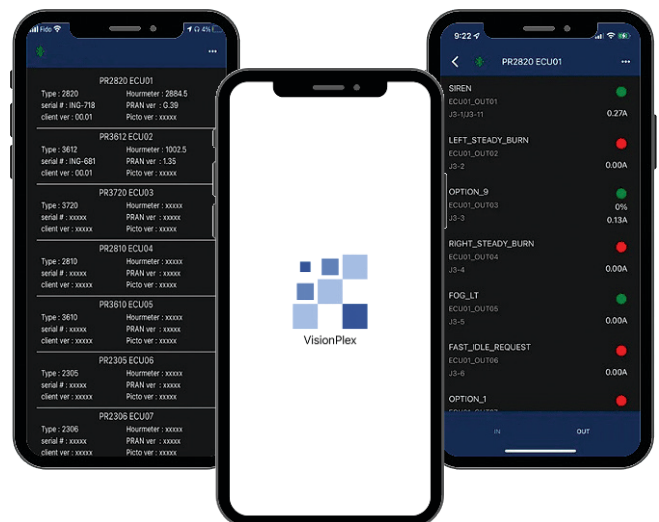 Fido 4%
PR2820 ECU01
Type : 2820 Hourmeter : 2884.5
serial # : ING-718 PRAN ver : G.39
client ver : 00.01 Picto ver : xxxxx
PR3612 ECU02
Type : 3612 Hourmeter : 1002.5
serial # : ING-681 PRAN ver : 1.35
client ver : 00.01 Picto ver : xxxxx
PR3720 ECU03
Type : 3720 Hourmeter : xxxxx
serial # : xxxxx PRAN ver : xxxxx
client ver : xxxxx Picto ver : xxxxx
PR2810 ECU04
Type : 2810 Hourmeter : xxxxx
serial # : xxxxx PRAN ver : xxxxx
client ver : xxxxx Picto ver : xxxxx
PR3610 ECU05
Type : 3610 Hourmeter : xxxxx
serial # : xxxxx PRAN ver : xxxxx
client ver : xxxxx Picto ver : xxxxx
PR2305 ECU06
Type : 2305 Hourmeter : xxxxx
serial # : xxxxx PRAN ver : xxxxx
client ver : xxxxx Picto ver : xxxxx
PR2306 ECU07
Type : 2306 Hourmeter : xxxxx
serial # : xxxxx PRAN ver : xxxxx
client ver : xxxxx Picto ver : xxxxx
VisionPlex
9:22
PR2820 ECU01
SIREN
ECU01_OUT01
J3-1/J3-11 0.27A
LEFT_STEADY_BURN
ECU01_OUT02
J3-2 0.00A
OPTION_9
ECU01_OUT03 0%
J3-3 0.13A
RIGHT_STEADY_BURN
ECU01_OUT04
J3-4 0.00A
FOG_LT
ECU01_OUT05
J3-5 0.00A
FAST_IDLE_REQUEST
ECU01_OUT06
J3-6 0.00A
OPTION_1
IN OUT